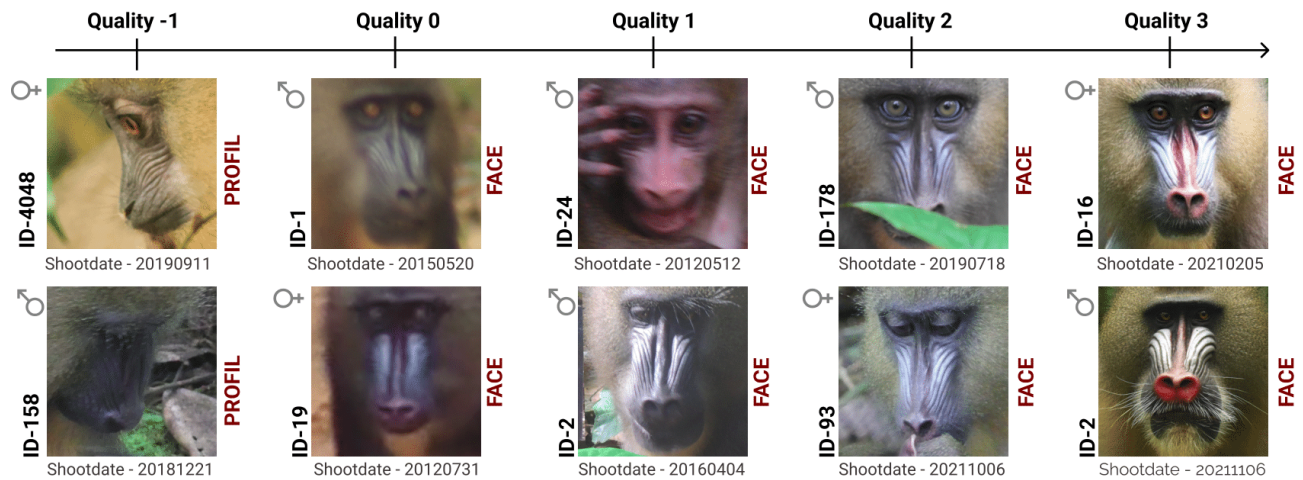 Quality -1
Quality 0
Quality 1
Quality 2
Quality 3
ID-4048
PROFIL
ID-1
FACE
ID-24
FACE
ID-178
FACE
ID-16
FACE
Shootdate - 20190911
Shootdate - 20150520
Shootdate - 20120512
Shootdate - 20190718
Shootdate - 20210205
ID-158
PROFIL
ID-19
FACE
ID-2
FACE
ID-93
FACE
ID-2
FACE
Shootdate - 20181221
Shootdate - 20120731
Shootdate - 20160404
Shootdate - 20211006
Shootdate - 20211106